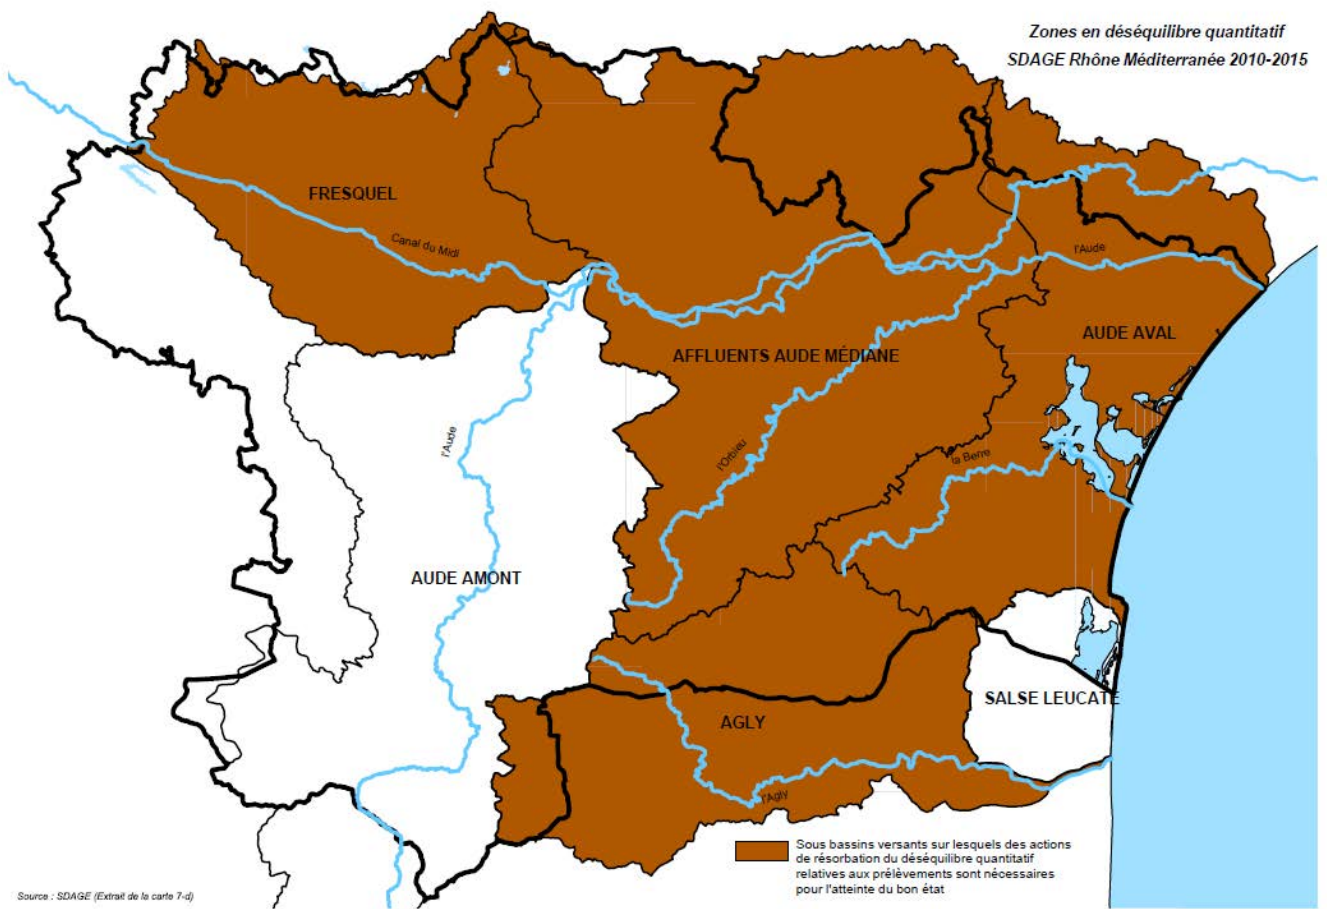 Zones en déséquilibre quantitatif
SDAGE Rhône Méditerranée 2010-2015
FRESQUEL
Canal du Midi
l'Aude
AUDE AVAL
AFFLUENTS AUDE MÉDIANE
l'Aude
l'Orbieu
la Berre
AUDE AMONT
SALSE LEUCATE
AGLY
l'Agly
Sous bassins versants sur lesquels des actions
de résorbation du déséquilibre quantitatif
relatives aux prélèvements sont nécessaires
pour l'atteinte du bon état
Source : SDAGE (Extrait de la carte 7-d)